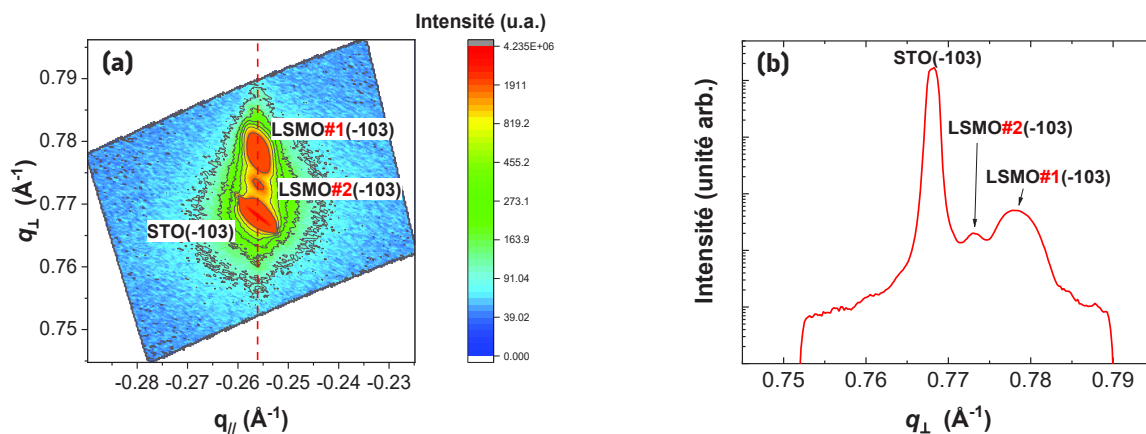 Intensité (u.a.)
(a)
LSMO#1(-103)
LSMO#2(-103)
STO(-103)
0.79
0.78
0.77
0.76
0.75
q⊥ (Å-1)
-0.28 -0.27 -0.26 -0.25 -0.24 -0.23
q// (Å-1)
4.235E+06
1911
819.2
455.2
273.1
163.9
91.04
39.02
0.000
(b)
STO(-103)
LSMO#2(-103)
LSMO#1(-103)
Intensité (unité arb.)
0.75 0.76 0.77 0.78 0.79
q⊥ (Å-1)